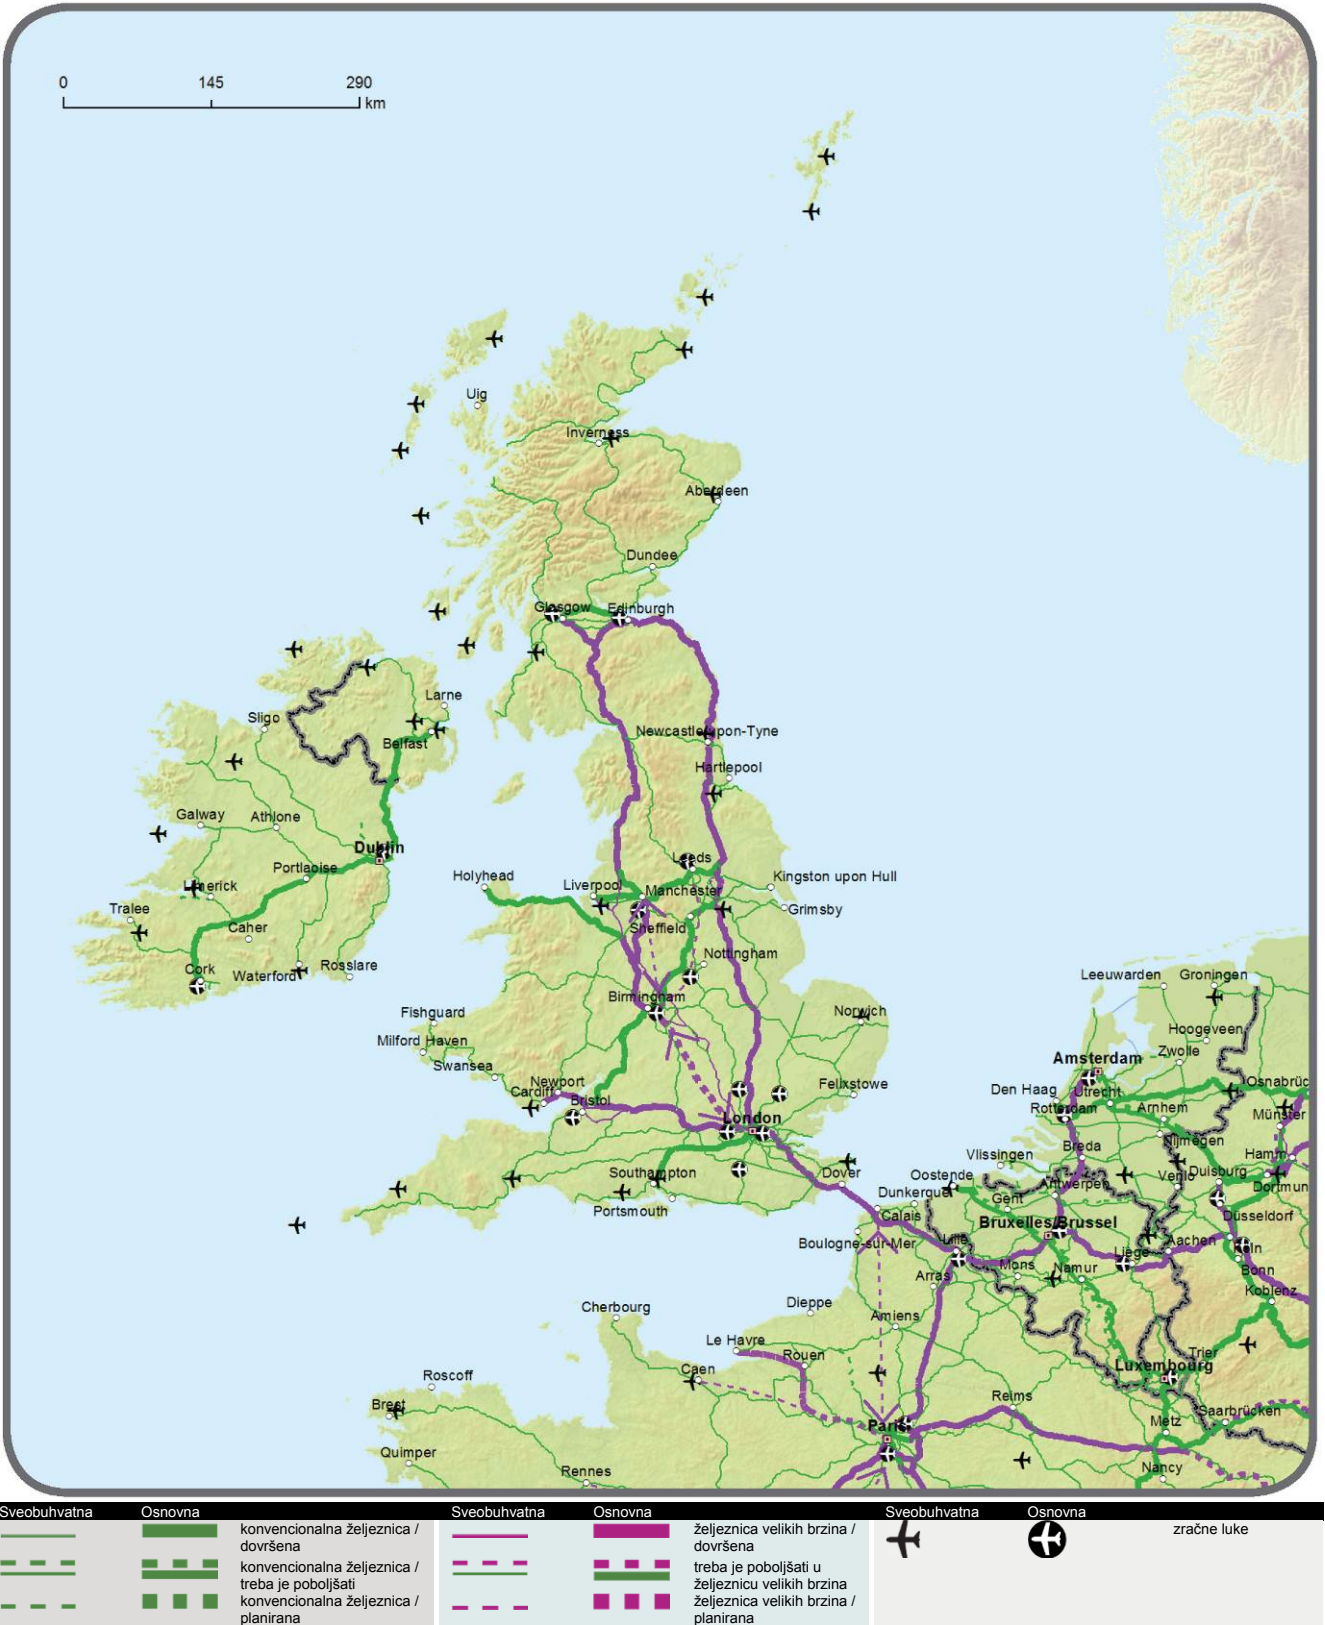 0 145 290
km
Uig
Inverness
Aberdeen
Dundee
Glasgow Edinburgh
Larne
Sligo
Newcastle upon-Tyne
Belfast
Hartlepool
Galway Athlone
Dublin
Leeds
Portlaoise
Holyhead
Kingston upon Hull
Limerick
Liverpool
Manchester
Tralee
Grimsby
Caher
Sheffield
Nottingham
Cork
Waterford
Rosslare
Leeuwarden Groningen
Birmingham
Fishguard
Norwich
Hoogeveen
Milford Haven
Zwolle
Amsterdam
Swansea
Newport
Felixstowe
Den Haag
Utrecht
Osnabrüc
Cardiff
Bristol
Rotterdam
Arnhem
Münster
London
Nijmegen
Breda
Vlissingen
Hamm
Southampton
Dover
Oostende
Venlo
Duisburg
Antwerpen
Dortmun
Dunkerque
Gent
Portsmouth
Calais
Bruxelles/Brussel
Düsseldorf
Boulogne-sur-Mer
Lille
Liège
Aachen
Köln
Arras
Mons
Namur
Bonn
Koblenz
Cherbourg
Dieppe
Amiens
Le Havre
Rouen
Trier
Caen
Luxembourg
Roscoff
Reims
Brest
Saarbrücken
Paris
Metz
Quimper
Nancy
Rennes
Sveobuhvatna Osnovna Sveobuhvatna Osnovna Sveobuhvatna Osnovna
konvencionalna željeznica /
dovršena
konvencionalna željeznica /
treba je poboljšati
konvencionalna željeznica /
planirana
željeznica velikih brzina /
dovršena
treba je poboljšati u
željeznicu velikih brzina
željeznica velikih brzina /
planirana
zračne luke